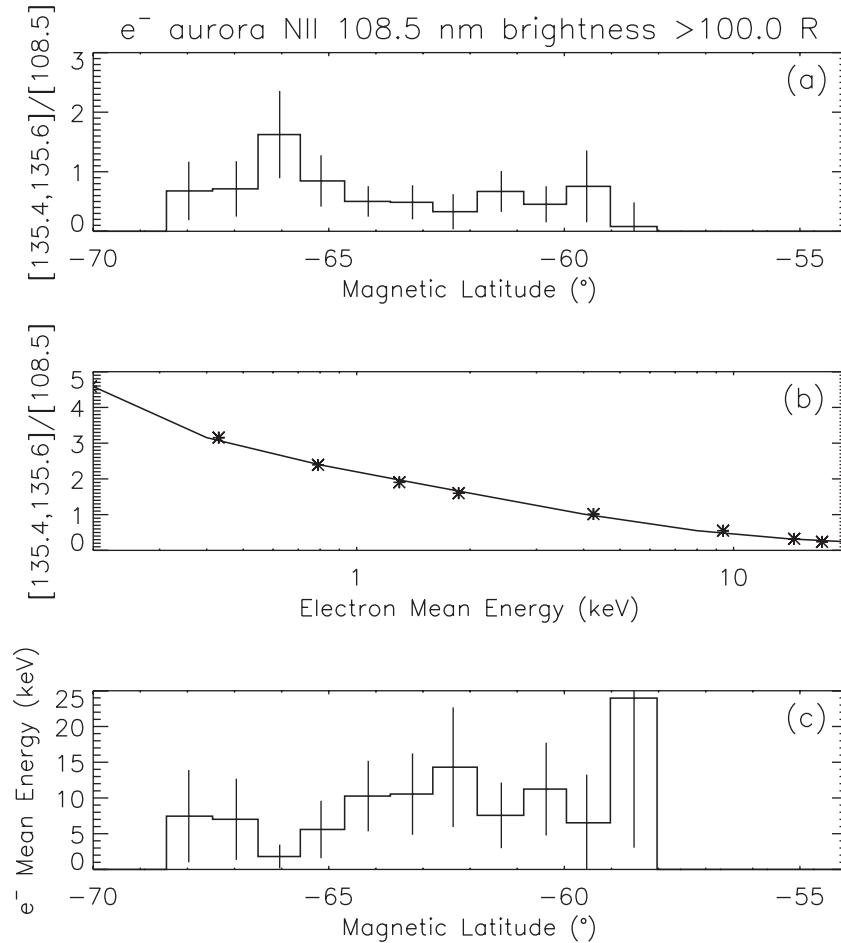 e⁻ aurora NII 108.5 nm brightness >100.0 R
[135.4,135.6]/[108.5]
3
2
1
0
(a)
−70 −65 −60 −55
Magnetic Latitude (°)
[135.4,135.6]/[108.5]
5
4
3
2
1
0
(b)
1 10
Electron Mean Energy (keV)
e⁻ Mean Energy (keV)
25
20
15
10
5
0
(c)
−70 −65 −60 −55
Magnetic Latitude (°)